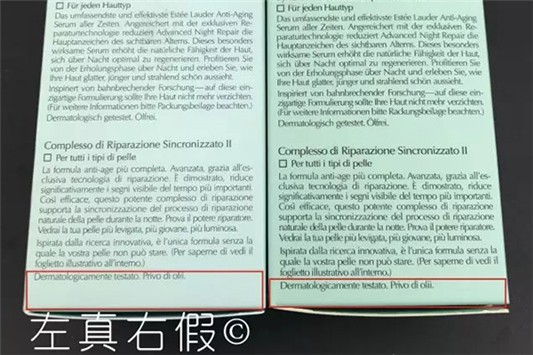 ☐ Für jeden Hauttyp
Das umfassendste und effektivste Estée Lauder Anti-Aging
Serum aller Zeiten. Angereichert mit der exklusiven Re-
paraturtechnologie reduziert Advanced Night Repair die
Hauptanzeichen des sichtbaren Alterns. Dieses besonders
wirksame Serum erhöht die natürliche Fähigkeit der Haut,
sich über Nacht optimal zu regenerieren. Profitieren Sie
von der Erholungsphase über Nacht und erleben Sie, wie
Ihre Haut glatter, jünger und strahlend schön aussieht.
Inspiriert von bahnbrechender Forschung—auf diese ein-
zigartige Formulierung sollte Ihre Haut nicht mehr verzichten.
(Für weitere Informationen bitte Packungsbeilage beachten.)
Dermatologisch getestet. Ölfrei.
Complesso di Riparazione Sincronizzato II
☐ Per tutti i tipi di pelle
La formula anti-age più completa. Avanzata, grazia all'es-
clusiva tecnologia di riparazione. È dimostrato, riduce
significativamente i segni visibile del tempo più importanti.
Così efficace, questo potente complesso di riparazione
supporta la sincronizzazione del processo di riparazione
naturale della pelle durante la notte. Prova il potere riparatore.
Vedrai la tua pelle più levigata, più giovane, più luminosa.
Ispirata dalla ricerca innovativa, è l'unica formula senza la
quale la vostra pelle non può stare. (Per saperne di vedi il
foglietto illustrativo all'interno.)
Dermatologicamente testato. Privo di olii.
☐ Für jeden Hauttyp
Das umfassendste und effektivste Estée Lauder Anti-Aging
Serum aller Zeiten. Angereichert mit der exklusiven Re-
paraturtechnologie reduziert Advanced Night Repair die
Hauptanzeichen des sichtbaren Alterns. Dieses besonders
wirksame Serum erhöht die natürliche Fähigkeit der Haut,
sich über Nacht optimal zu regenerieren. Profitieren Sie
von der Erholungsphase über Nacht und erleben Sie, wie
Ihre Haut glatter, jünger und strahlend schön aussieht.
Inspiriert von bahnbrechender Forschung—auf diese ein-
zigartige Formulierung sollte Ihre Haut nicht mehr verzichten.
(Für weitere Informationen bitte Packungsbeilage beachten.)
Dermatologisch getestet. Ölfrei.
Complesso di Riparazione Sincronizzato II
☐ Per tutti i tipi di pelle
La formula anti-age più completa. Avanzata, grazia all'es-
clusiva tecnologia di riparazione. È dimostrato, riduce
significativamente i segni visibile del tempo più importanti.
Così efficace, questo potente complesso di riparazione
supporta la sincronizzazione del processo di riparazione
naturale della pelle durante la notte. Prova il potere riparatore.
Vedrai la tua pelle più levigata, più giovane, più luminosa.
Ispirata dalla ricerca innovativa, è l'unica formula senza la
quale la vostra pelle non può stare. (Per saperne di vedi il
foglietto illustrativo all'interno.)
Dermatologicamente testato. Privo di olii.
左真右假©